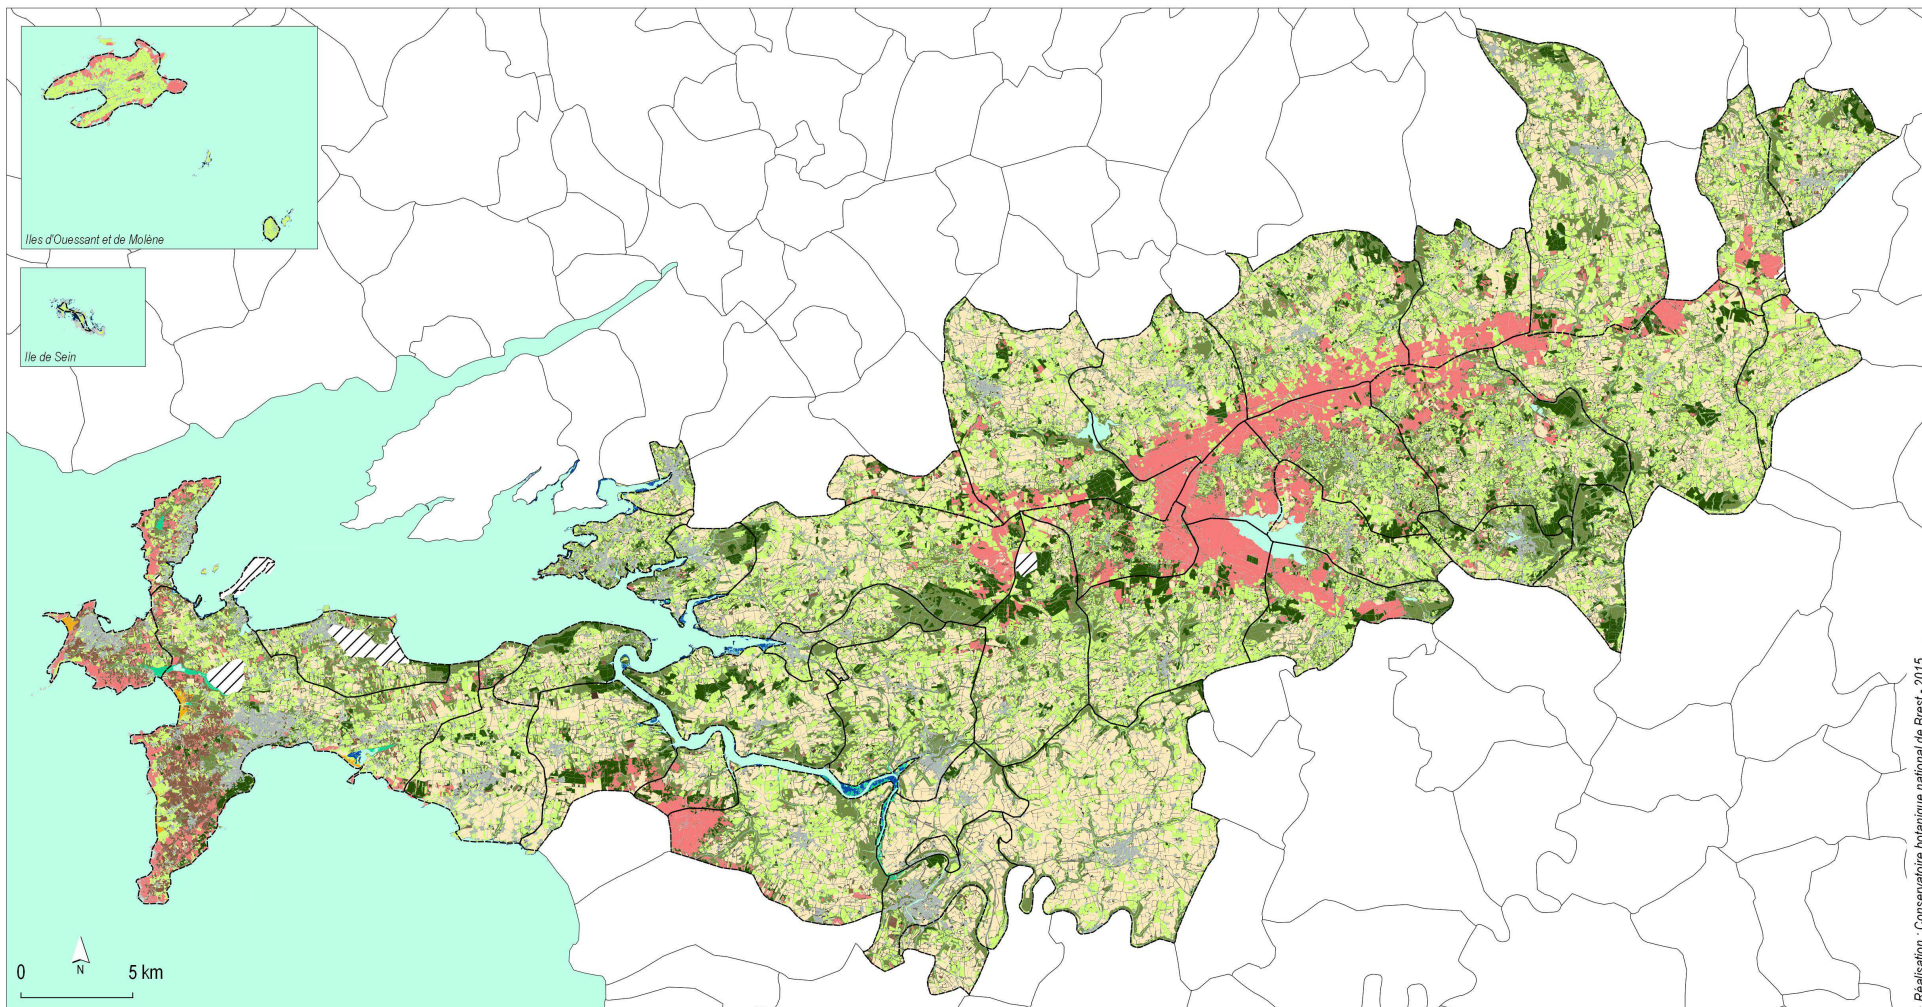 Iles d'Ouessant et de Molène
Ile de Sein
N
0 5 km
Réalisation : Conservatoire botanique national de Brest - 2015